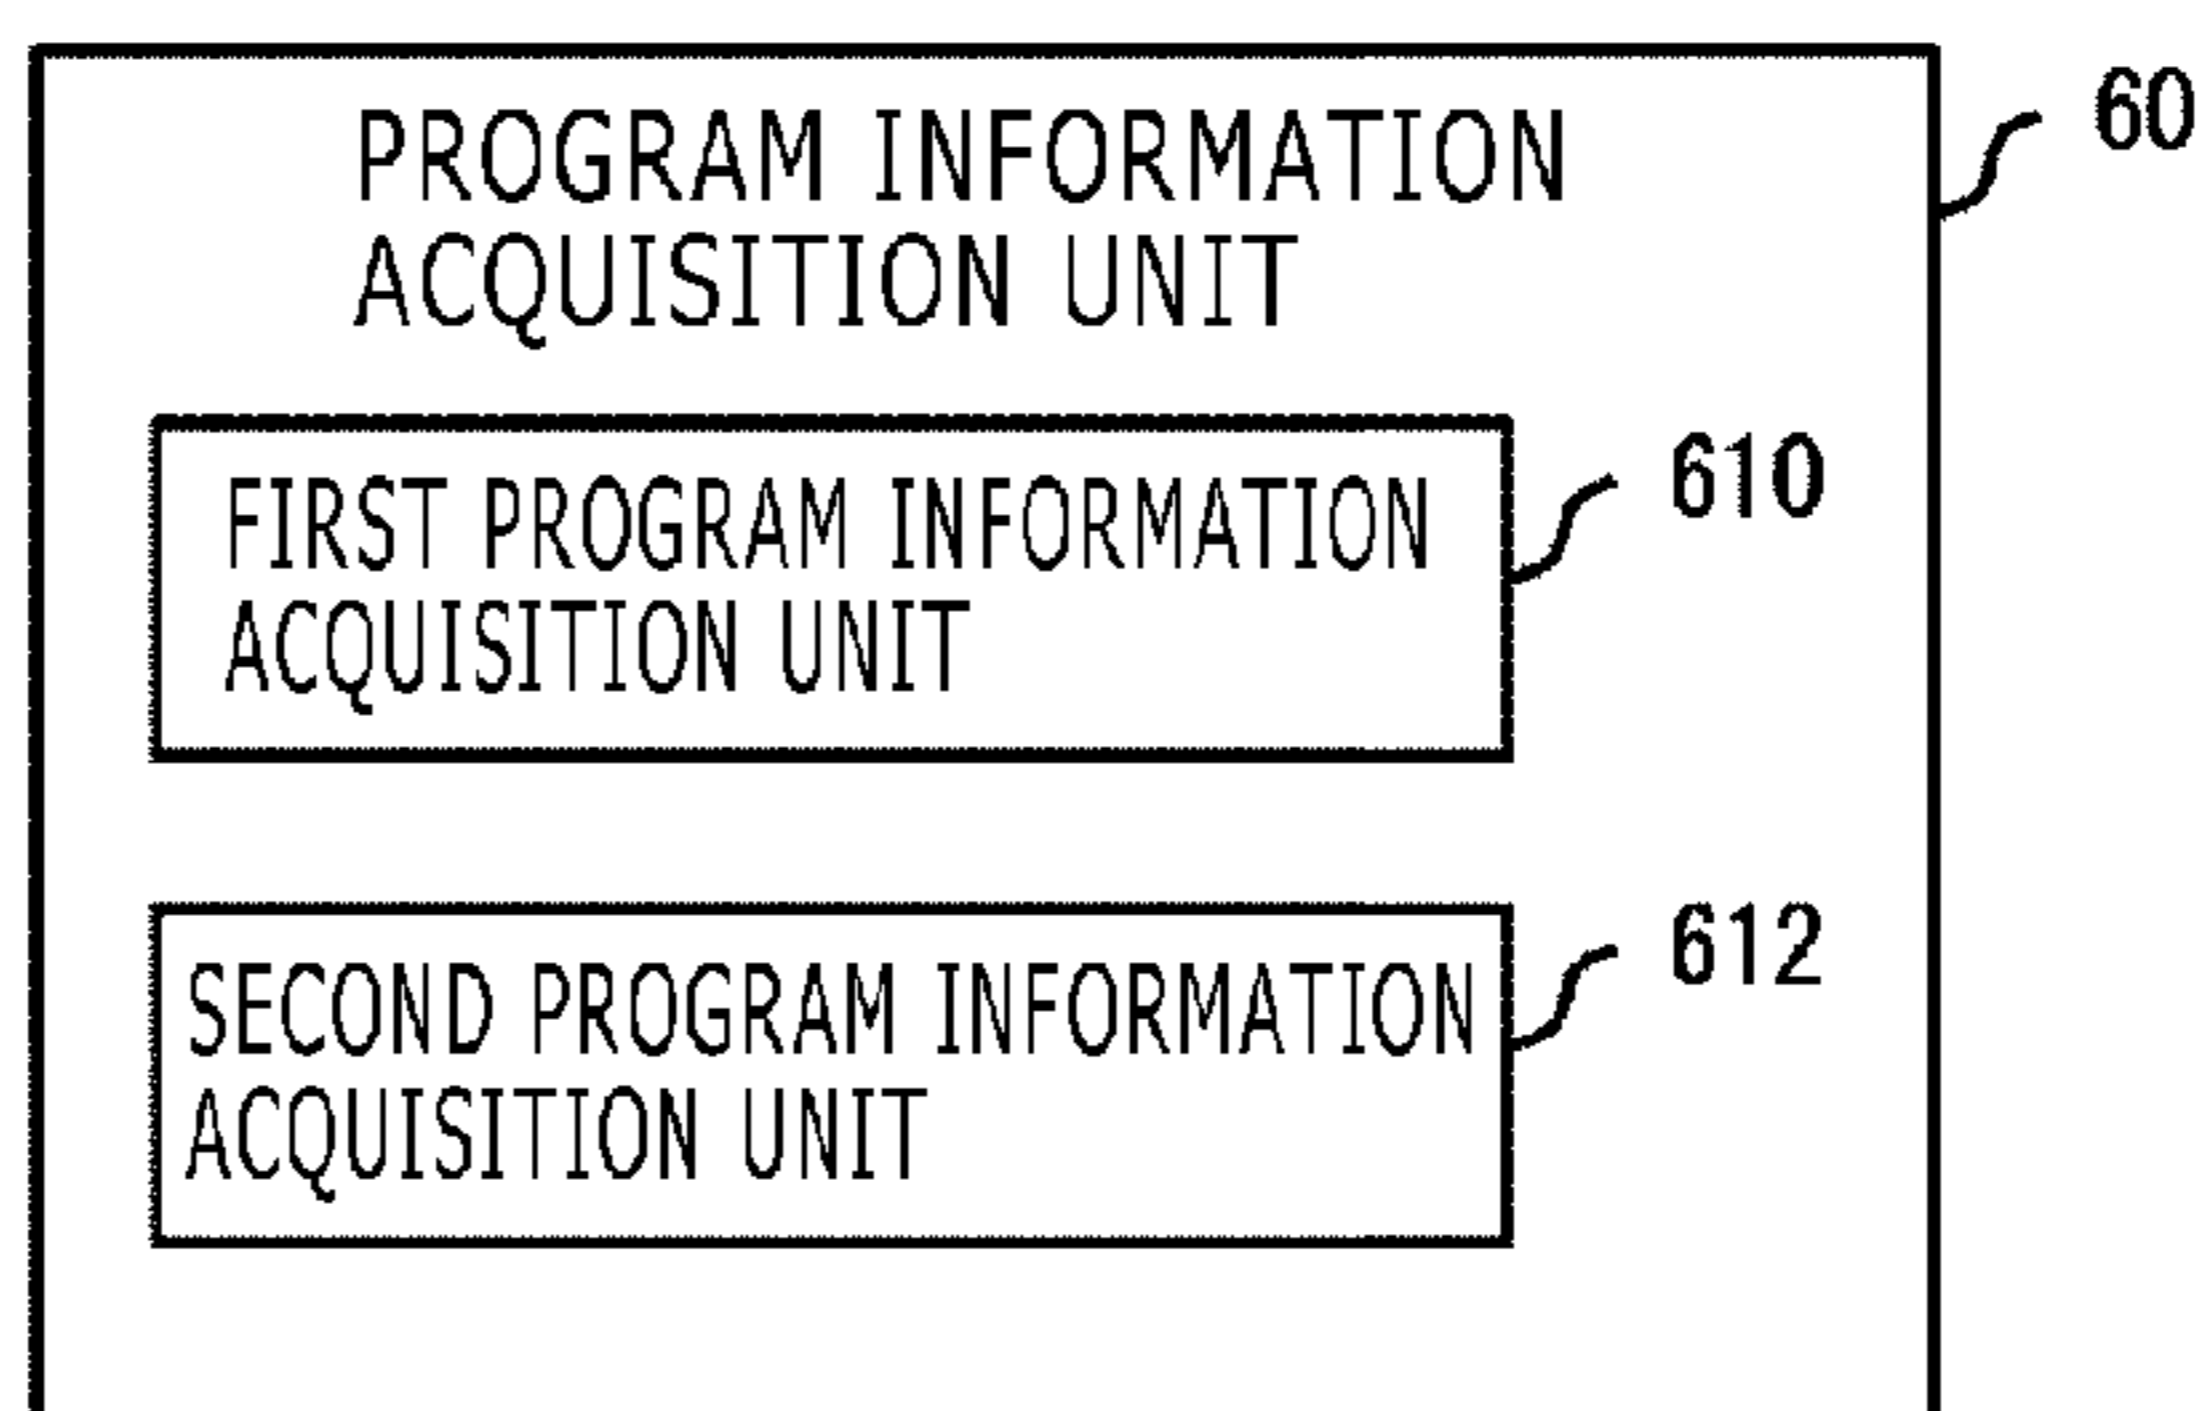 PROGRAM INFORMATION
60
ACQUISITION UNIT
FIRST PROGRAM INFORMATION
610
ACQUISITION UNIT
SECOND PROGRAM INFORMATION
612
ACQUISITION UNIT